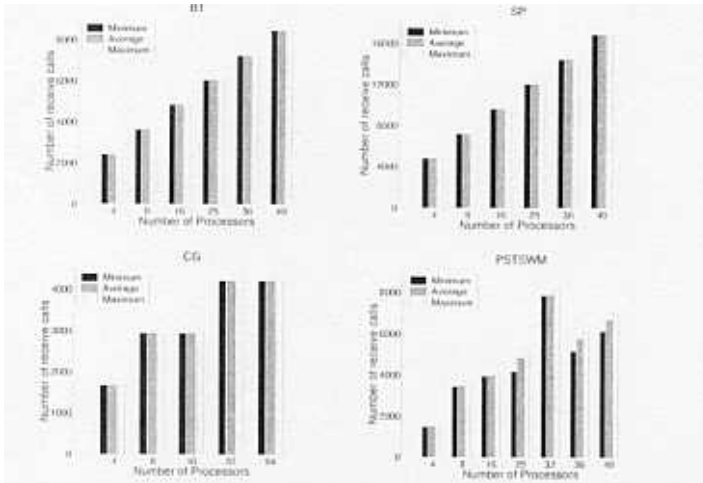 BT
Minimum
Average
Maximum
Number of receive calls
8000
6000
4000
2000
0
4 9 16 25 36 49
Number of Processors
SP
Minimum
Average
Maximum
Number of receive calls
16000
12000
8000
4000
0
4 9 16 25 36 49
Number of Processors
CG
Minimum
Average
Maximum
Number of receive calls
4000
3000
2000
1000
0
4 8 16 32 64
Number of Processors
PSTSWM
Minimum
Average
Maximum
Number of receive calls
8000
6000
4000
2000
0
4 8 16 25 32 36 49
Number of Processors